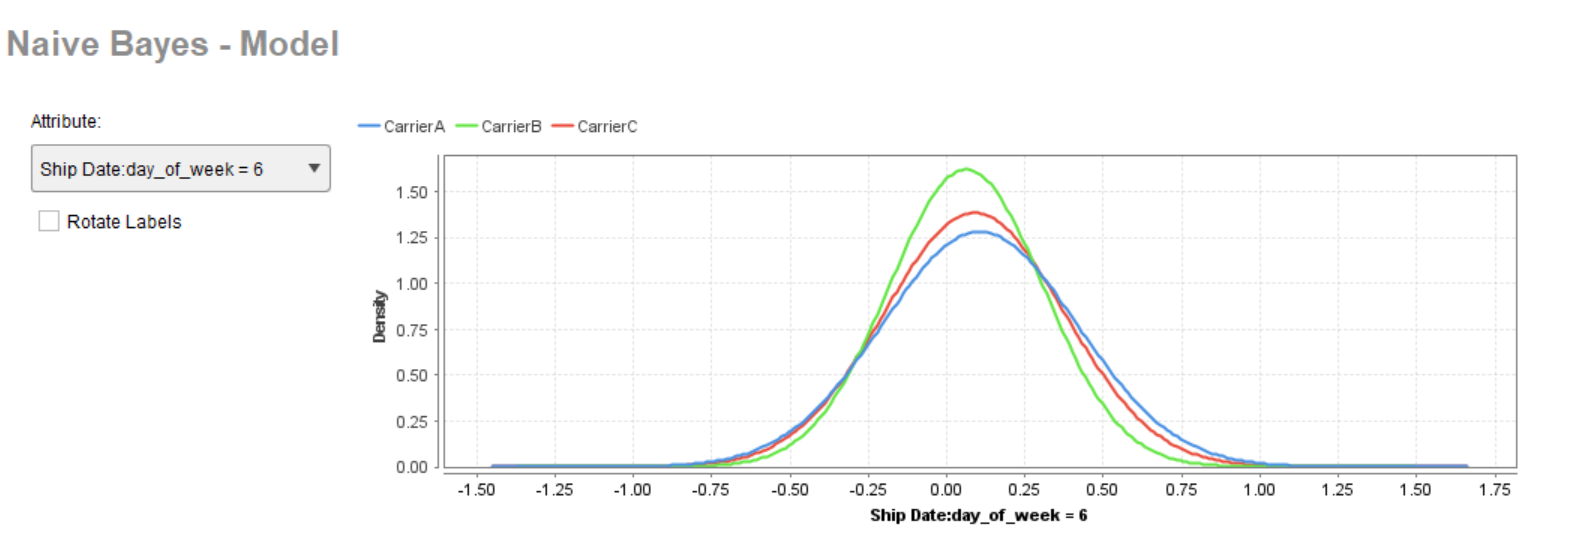 Naive Bayes - Model
Attribute:
Ship Date:day_of_week = 6
Rotate Labels
CarrierA CarrierB CarrierC
Density
1.50
1.25
1.00
0.75
0.50
0.25
0.00
-1.50 -1.25 -1.00 -0.75 -0.50 -0.25 0.00 0.25 0.50 0.75 1.00 1.25 1.50 1.75
Ship Date:day_of_week = 6